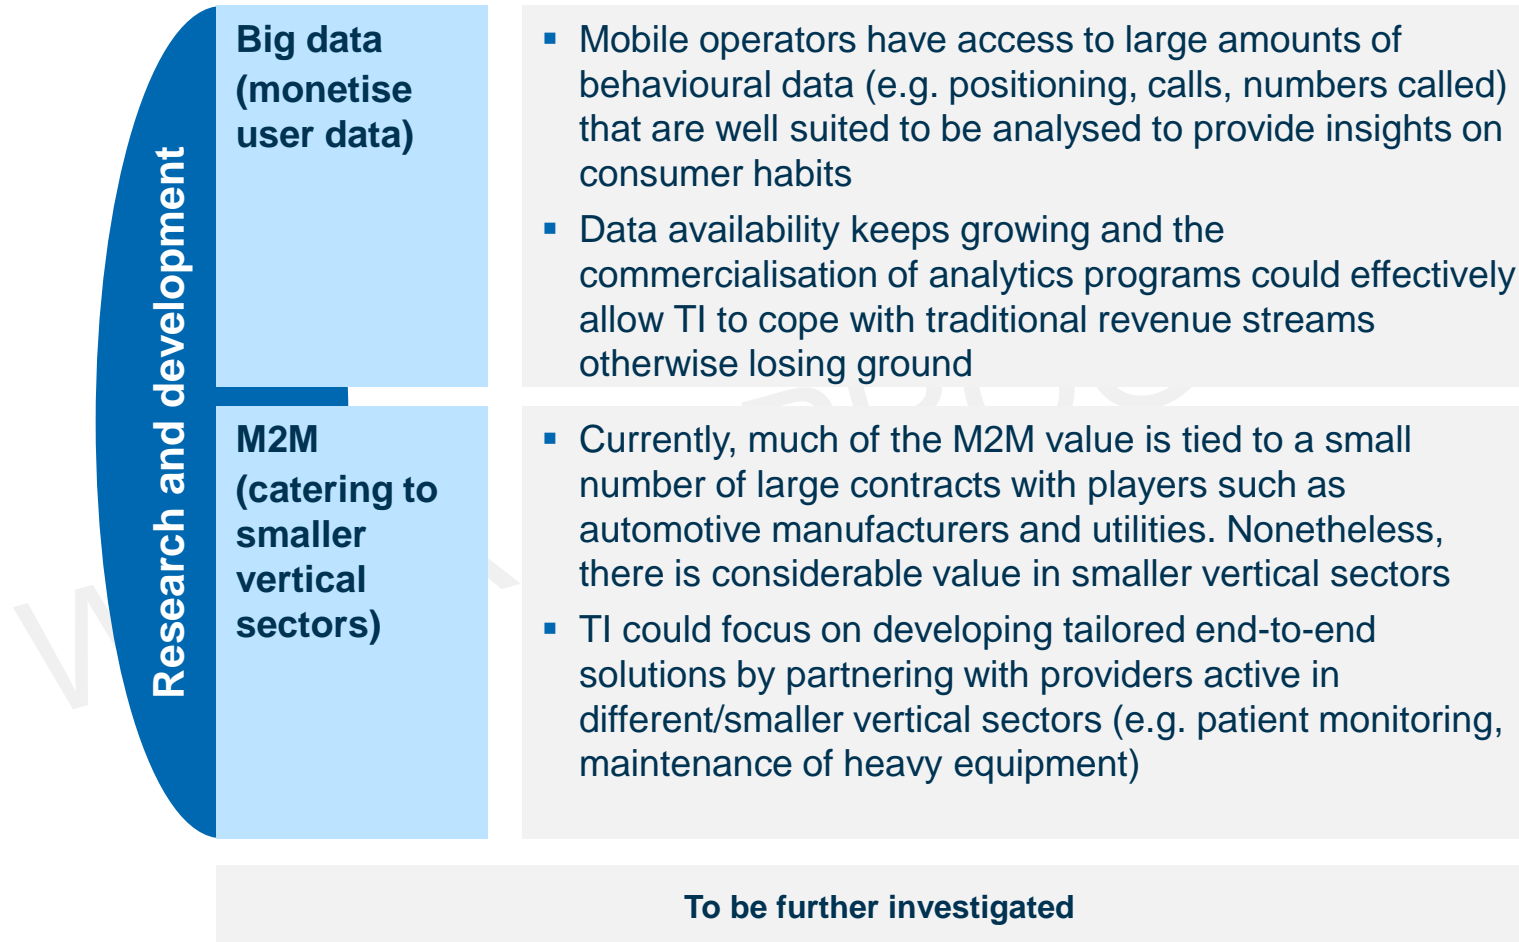 Research and development
Big data
(monetise
user data)
▪ Mobile operators have access to large amounts of
behavioural data (e.g. positioning, calls, numbers called)
that are well suited to be analysed to provide insights on
consumer habits
▪ Data availability keeps growing and the
commercialisation of analytics programs could effectively
allow TI to cope with traditional revenue streams
otherwise losing ground
M2M
(catering to
smaller
vertical
sectors)
▪ Currently, much of the M2M value is tied to a small
number of large contracts with players such as
automotive manufacturers and utilities. Nonetheless,
there is considerable value in smaller vertical sectors
▪ TI could focus on developing tailored end-to-end
solutions by partnering with providers active in
different/smaller vertical sectors (e.g. patient monitoring,
maintenance of heavy equipment)
To be further investigated